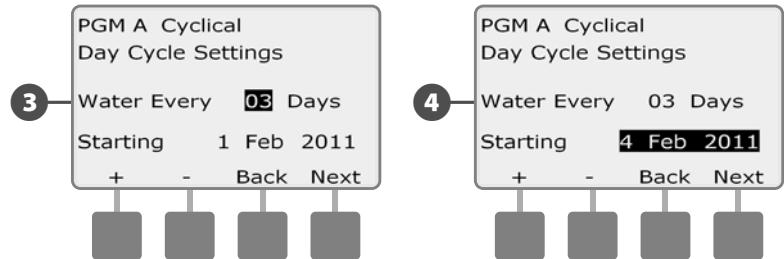 PGM A Cyclical
Day Cycle Settings
3
Water Every 03 Days
Starting 1 Feb 2011
+ - Back Next
PGM A Cyclical
Day Cycle Settings
4
Water Every 03 Days
Starting 4 Feb 2011
+ - Back Next